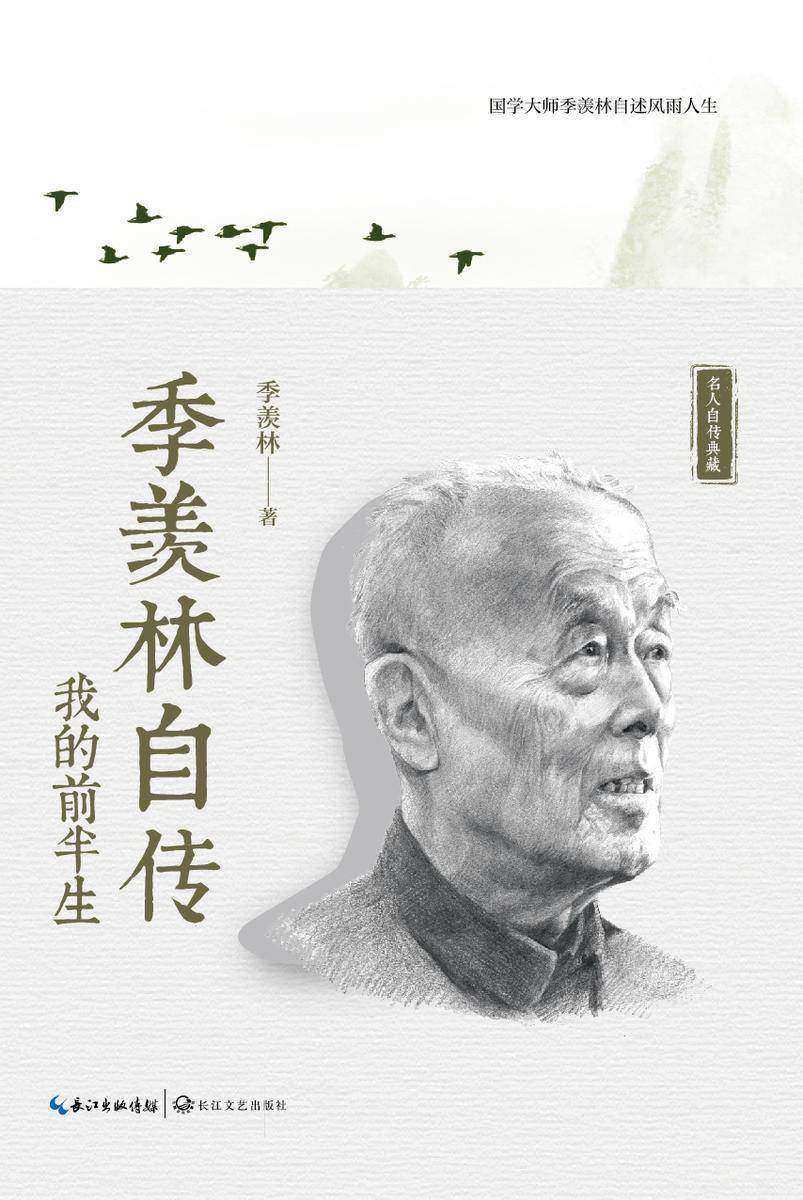 国学大师季羡林自述风雨人生
名人自传典藏
季羡林——著
季羡林自传
我的前半生
长江出版传媒
长江文艺出版社